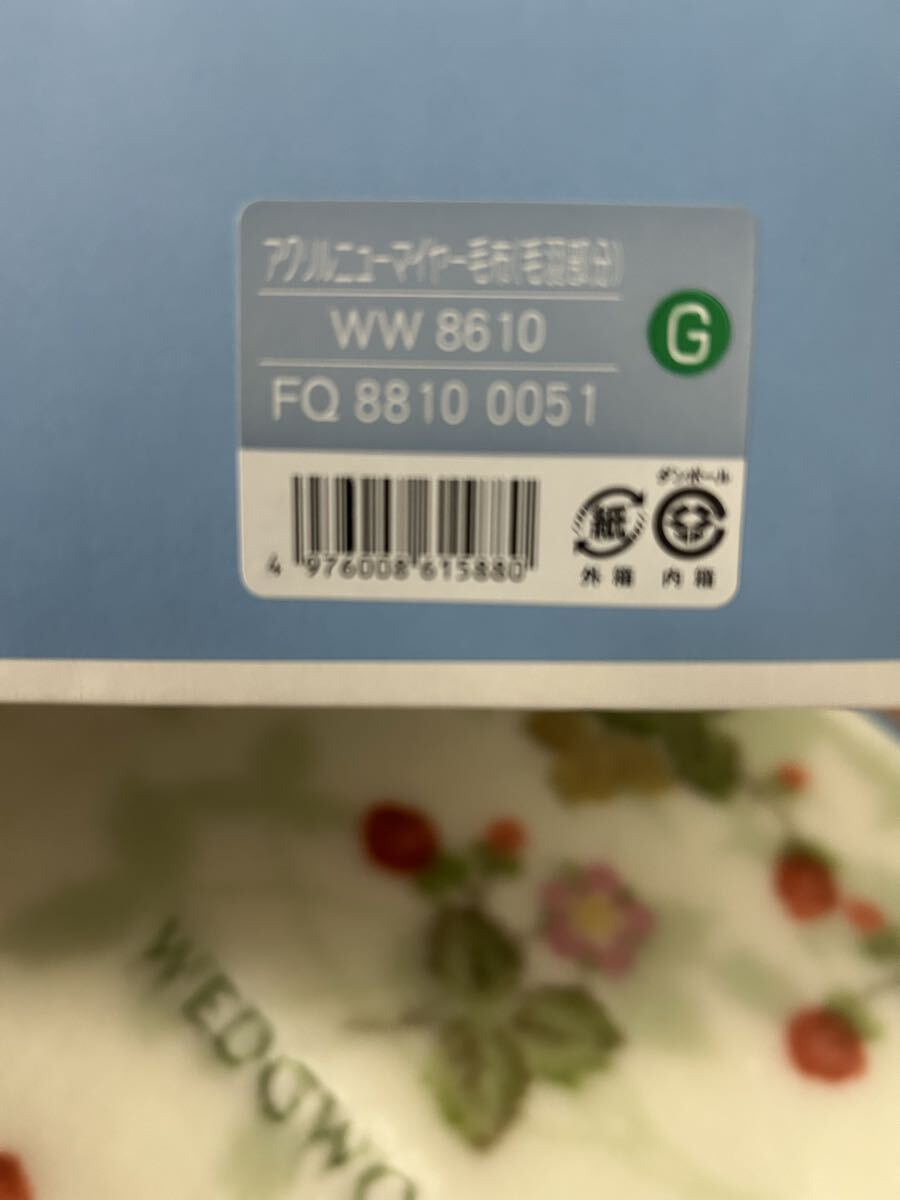 アクリルニューマイヤー毛布(毛羽部分)
WW 8610
G
FQ 8810 0051
ダンボール
紙
4 976008 615880
外箱
内箱
WEDGWO